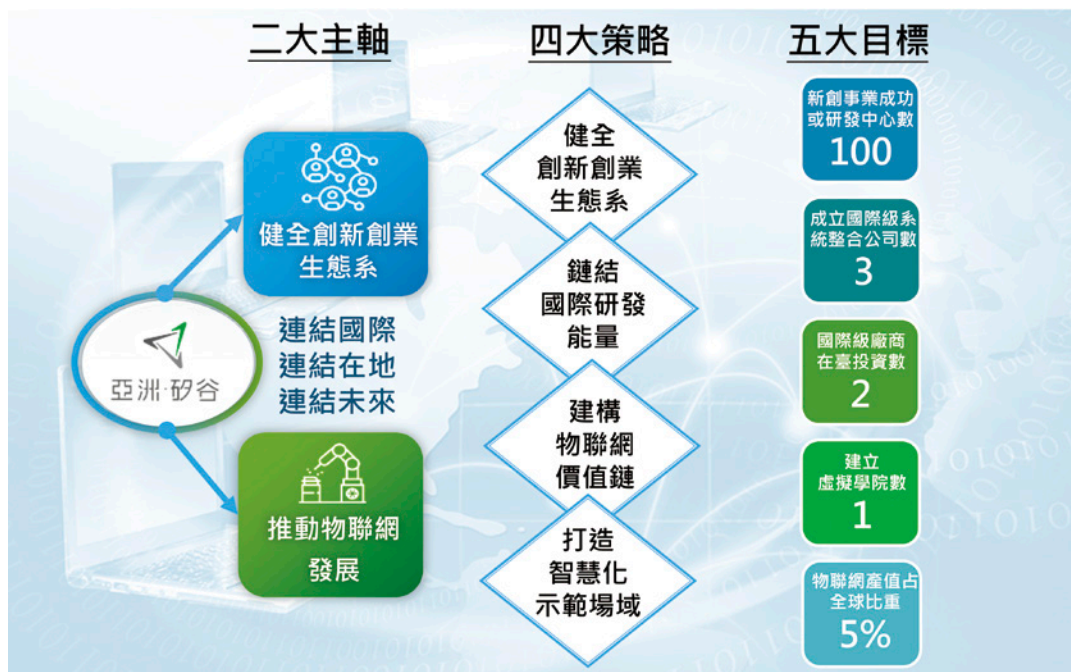 二大主軸
健全創新創業
生態系
亞洲·矽谷
連結國際
連結在地
連結未來
推動物聯網
發展
四大策略
健全
創新創業
生態系
鏈結
國際研發
能量
建構
物聯網
價值鏈
打造
智慧化
示範場域
五大目標
新創事業成功
或研發中心數
100
成立國際級系
統整合公司數
3
國際級廠商
在臺投資數
2
建立
虛擬學院數
1
物聯網產值占
全球比重
5%